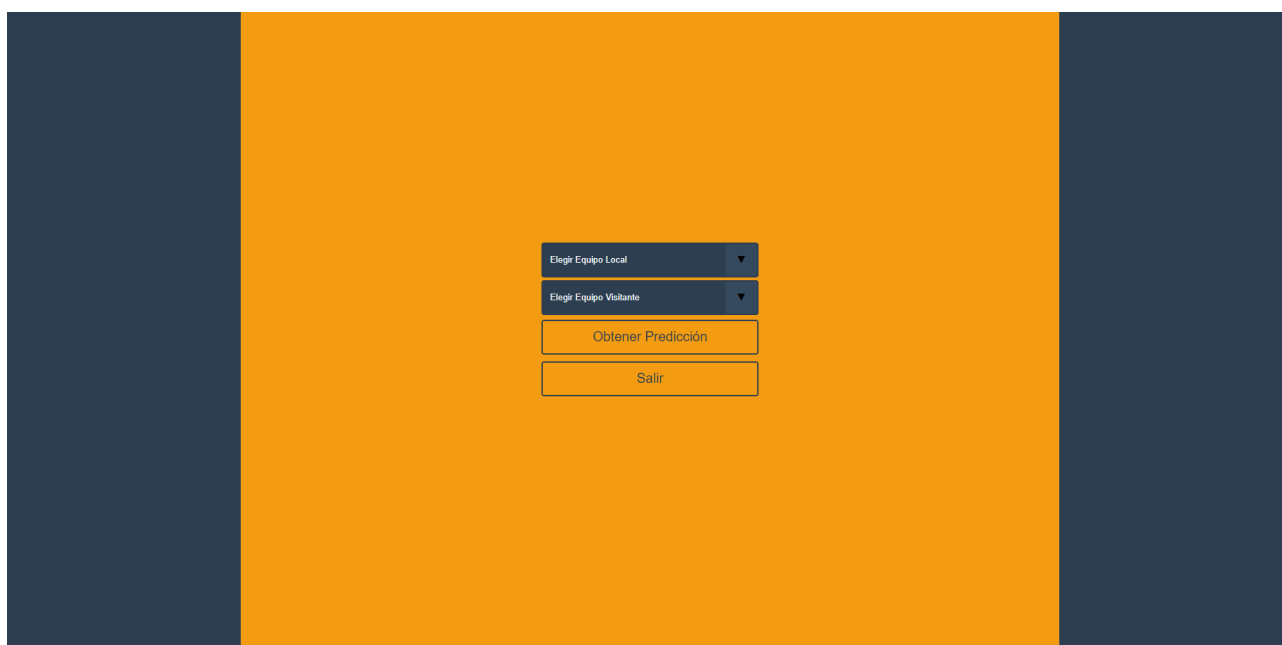 Elegir Equipo Local
Elegir Equipo Visitante
Obtener Predicción
Salir